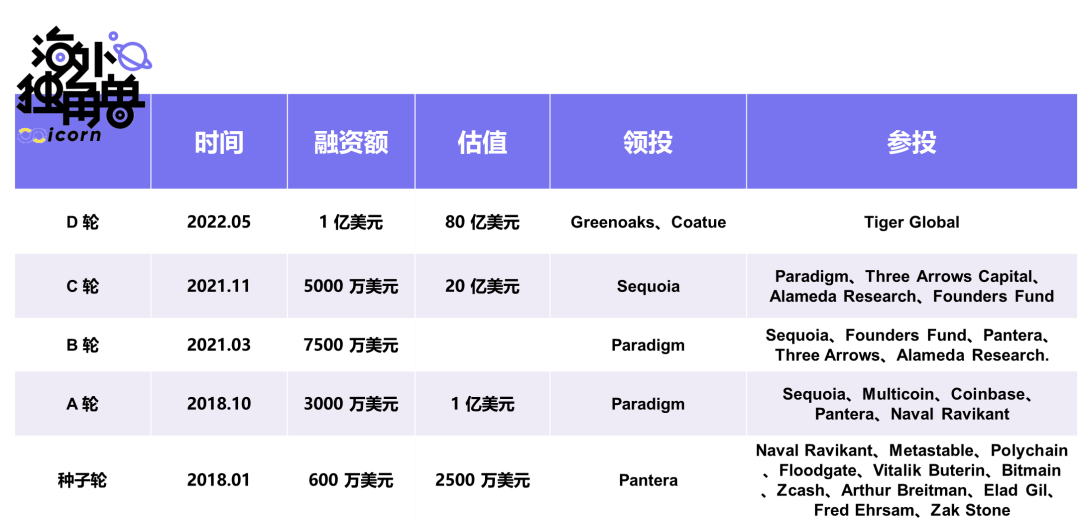 海外
独角兽
unicorn
时间 融资额 估值 领投 参投
D 轮 2022.05 1 亿美元 80 亿美元 Greenoaks、Coatue Tiger Global
C 轮 2021.11 5000 万美元 20 亿美元 Sequoia Paradigm、Three Arrows Capital、
Alameda Research、Founders Fund
B 轮 2021.03 7500 万美元 Paradigm Sequoia、Founders Fund、Pantera、
Three Arrows、Alameda Research.
A 轮 2018.10 3000 万美元 1 亿美元 Paradigm Sequoia、Multicoin、Coinbase、
Pantera、Naval Ravikant
种子轮 2018.01 600 万美元 2500 万美元 Pantera Naval Ravikant、Metastable、Polychain
、Floodgate、Vitalik Buterin、Bitmain
、Zcash、Arthur Breitman、Elad Gil、
Fred Ehrsam、Zak Stone